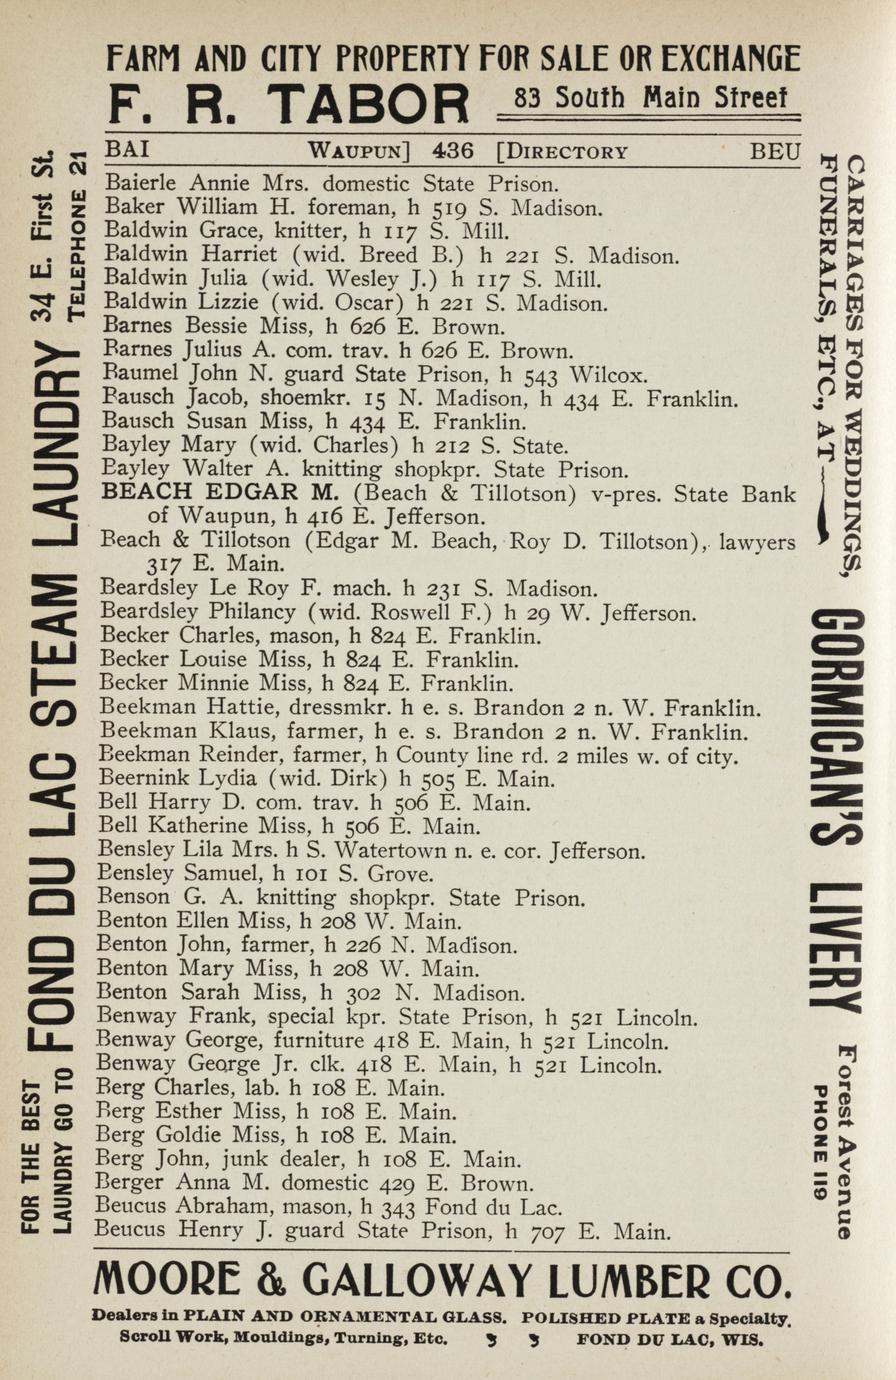 FARM AND CITY PROPERTY FOR SALE OR EXCHANGE
F. R. TABOR 83 South Main Street
BAI WAUPUN] 436 [DIRECTORY BEU
Baierle Annie Mrs. domestic State Prison.
Baker William H. foreman, h 519 S. Madison.
Baldwin Grace, knitter, h 117 S. Mill.
Baldwin Harriet (wid. Breed B.) h 221 S. Madison.
Baldwin Julia (wid. Wesley J.) h 117 S. Mill.
Baldwin Lizzie (wid. Oscar) h 221 S. Madison.
Barnes Bessie Miss, h 626 E. Brown.
Barnes Julius A. com. trav. h 626 E. Brown.
Baumel John N. guard State Prison, h 543 Wilcox.
Bausch Jacob, shoemkr. 15 N. Madison, h 434 E. Franklin.
Bausch Susan Miss, h 434 E. Franklin.
Bayley Mary (wid. Charles) h 212 S. State.
Bayley Walter A. knitting shopkpr. State Prison.
BEACH EDGAR M. (Beach & Tillotson) v-pres. State Bank
of Waupun, h 416 E. Jefferson.
Beach & Tillotson (Edgar M. Beach, Roy D. Tillotson), lawyers
317 E. Main.
Beardsley Le Roy F. mach. h 231 S. Madison.
Beardsley Philancy (wid. Roswell F.) h 29 W. Jefferson.
Becker Charles, mason, h 824 E. Franklin.
Becker Louise Miss, h 824 E. Franklin.
Becker Minnie Miss, h 824 E. Franklin.
Beekman Hattie, dressmkr. h e. s. Brandon 2 n. W. Franklin.
Beekman Klaus, farmer, h e. s. Brandon 2 n. W. Franklin.
Beekman Reinder, farmer, h County line rd. 2 miles w. of city.
Beernink Lydia (wid. Dirk) h 505 E. Main.
Bell Harry D. com. trav. h 506 E. Main.
Bell Katherine Miss, h 506 E. Main.
Bensley Lila Mrs. h S. Watertown n. e. cor. Jefferson.
Bensley Samuel, h 101 S. Grove.
Benson G. A. knitting shopkpr. State Prison.
Benton Ellen Miss, h 208 W. Main.
Benton John, farmer, h 226 N. Madison.
Benton Mary Miss, h 208 W. Main.
Benton Sarah Miss, h 302 N. Madison.
Benway Frank, special kpr. State Prison, h 521 Lincoln.
Benway George, furniture 418 E. Main, h 521 Lincoln.
Benway George Jr. clk. 418 E. Main, h 521 Lincoln.
Berg Charles, lab. h 108 E. Main.
Berg Esther Miss, h 108 E. Main.
Berg Goldie Miss, h 108 E. Main.
Berg John, junk dealer, h 108 E. Main.
Berger Anna M. domestic 429 E. Brown.
Beucus Abraham, mason, h 343 Fond du Lac.
Beucus Henry J. guard State Prison, h 707 E. Main.
MOORE & GALLOWAY LUMBER CO.
Dealers in PLAIN AND ORNAMENTAL GLASS. POLISHED PLATE a Specialty.
Scroll Work, Mouldings, Turning, Etc. FOND DU LAC, WIS.
FOR THE BEST
LAUNDRY GO TO
FOND DU LAC STEAM LAUNDRY
34 E. First St.
TELEPHONE 21
CARRIAGES FOR WEDDINGS,
FUNERALS, ETC., AT
GORMICAN'S LIVERY
Forest Avenue
PHONE 119